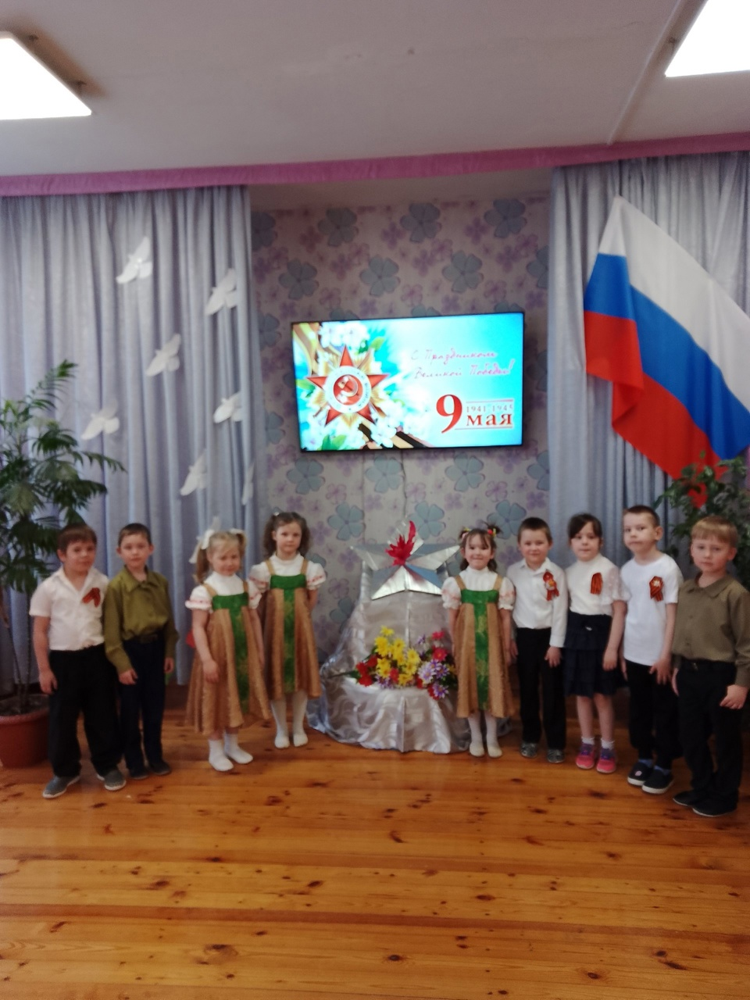 С Праздником
Великой Победы!
1941-1945
9 мая